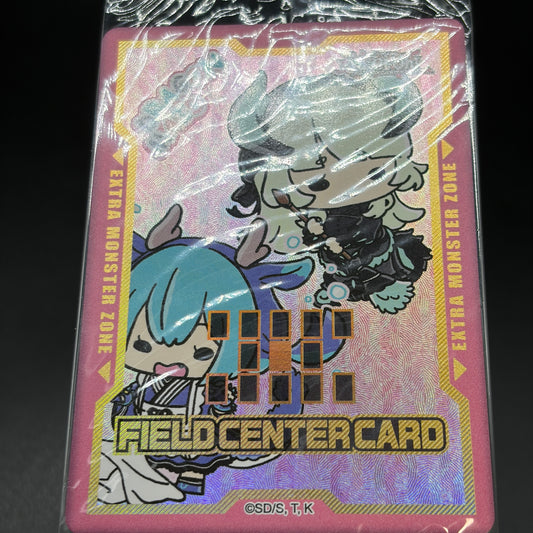 EXTRA MONSTER ZONE
EXTRA MONSTER ZONE
FIELD CENTER CARD
©SD/S, T, K